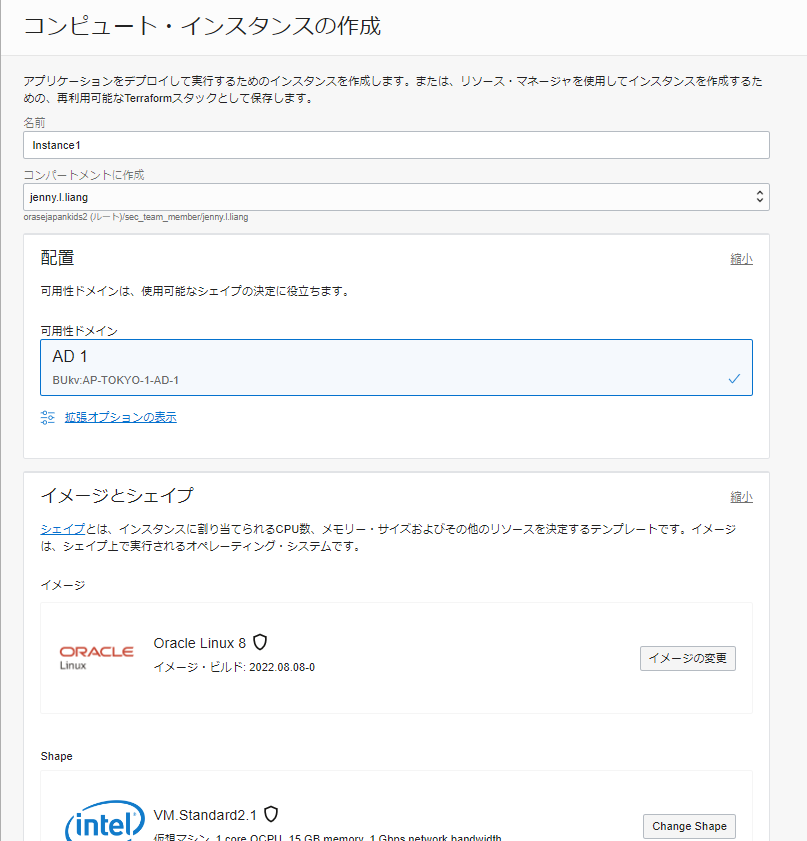 コンピュート・インスタンスの作成
アプリケーションをデプロイして実行するためのインスタンスを作成します。または、リソース・マネージャを使用してインスタンスを作成するた
めの、再利用可能なTerraformスタックとして保存します。
名前
Instance1
コンパートメントに作成
jenny.l.liang
orasejapankids2 (ルート)/sec_team_member/jenny.l.liang
配置
縮小
可用性ドメインは、使用可能なシェイプの決定に役立ちます。
可用性ドメイン
AD 1
BUkv:AP-TOKYO-1-AD-1
拡張オプションの表示
イメージとシェイプ
縮小
シェイプとは、インスタンスに割り当てられるCPU数、メモリー・サイズおよびその他のリソースを決定するテンプレートです。イメージ
は、シェイプ上で実行されるオペレーティング・システムです。
イメージ
ORACLE
Linux
Oracle Linux 8
イメージ・ビルド: 2022.08.08-0
イメージの変更
Shape
intel
VM.Standard2.1
仮想マシン, 1 core OCPU, 15 GB memory, 1 Gbps network bandwidth
Change Shape